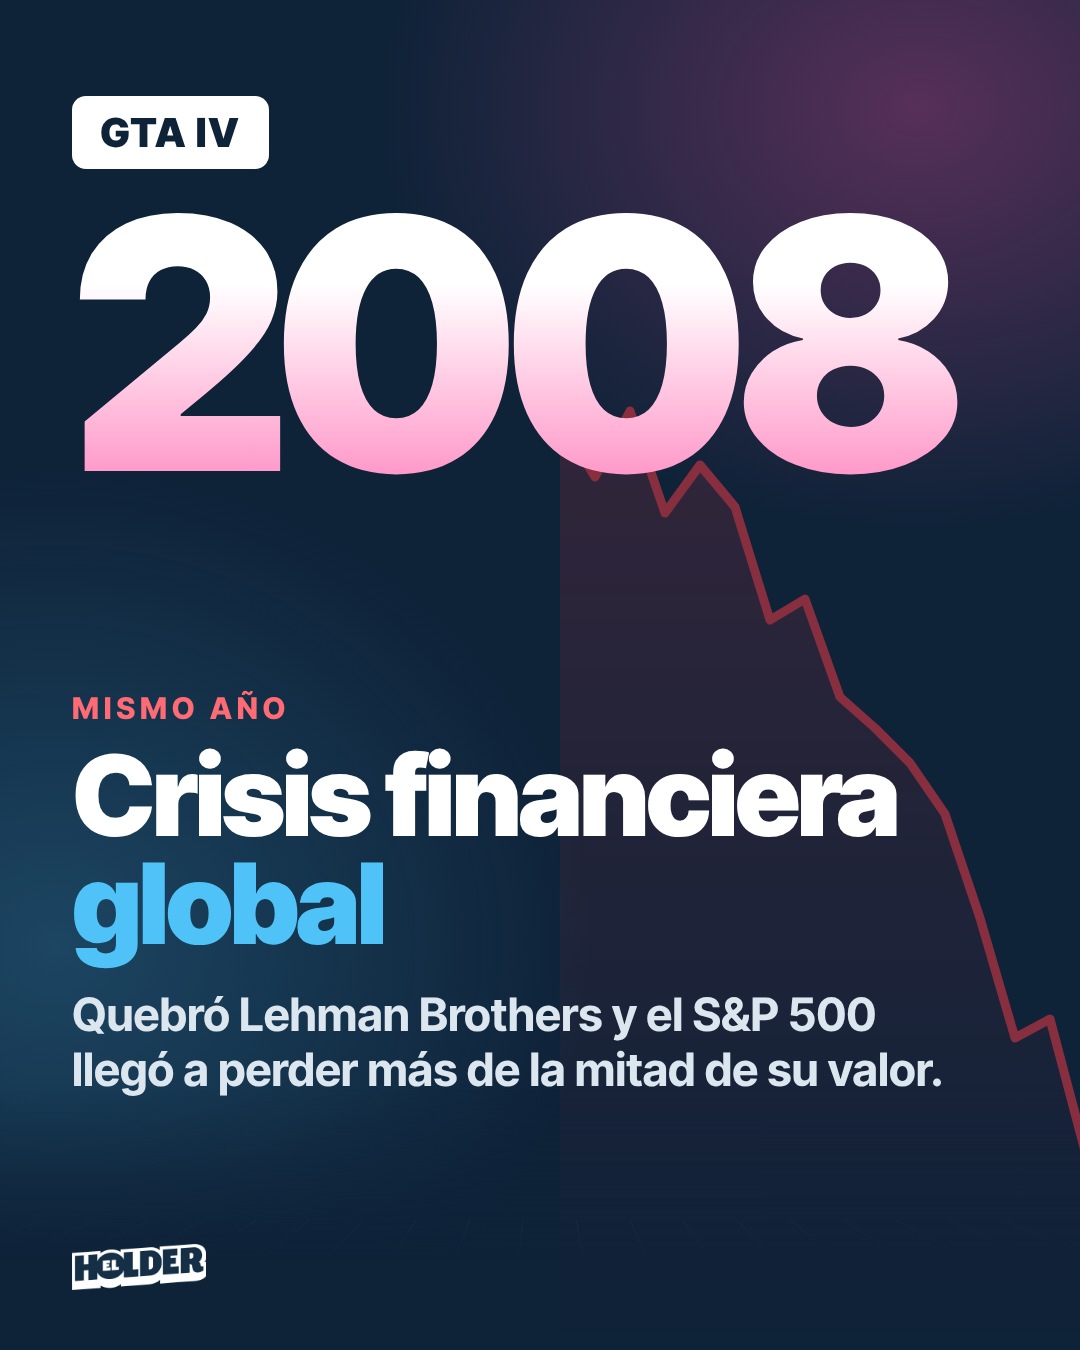 GTA IV
2008
MISMO AÑO
Crisis financiera
global
Quebró Lehman Brothers y el S&P 500
llegó a perder más de la mitad de su valor.
EL HOLDER